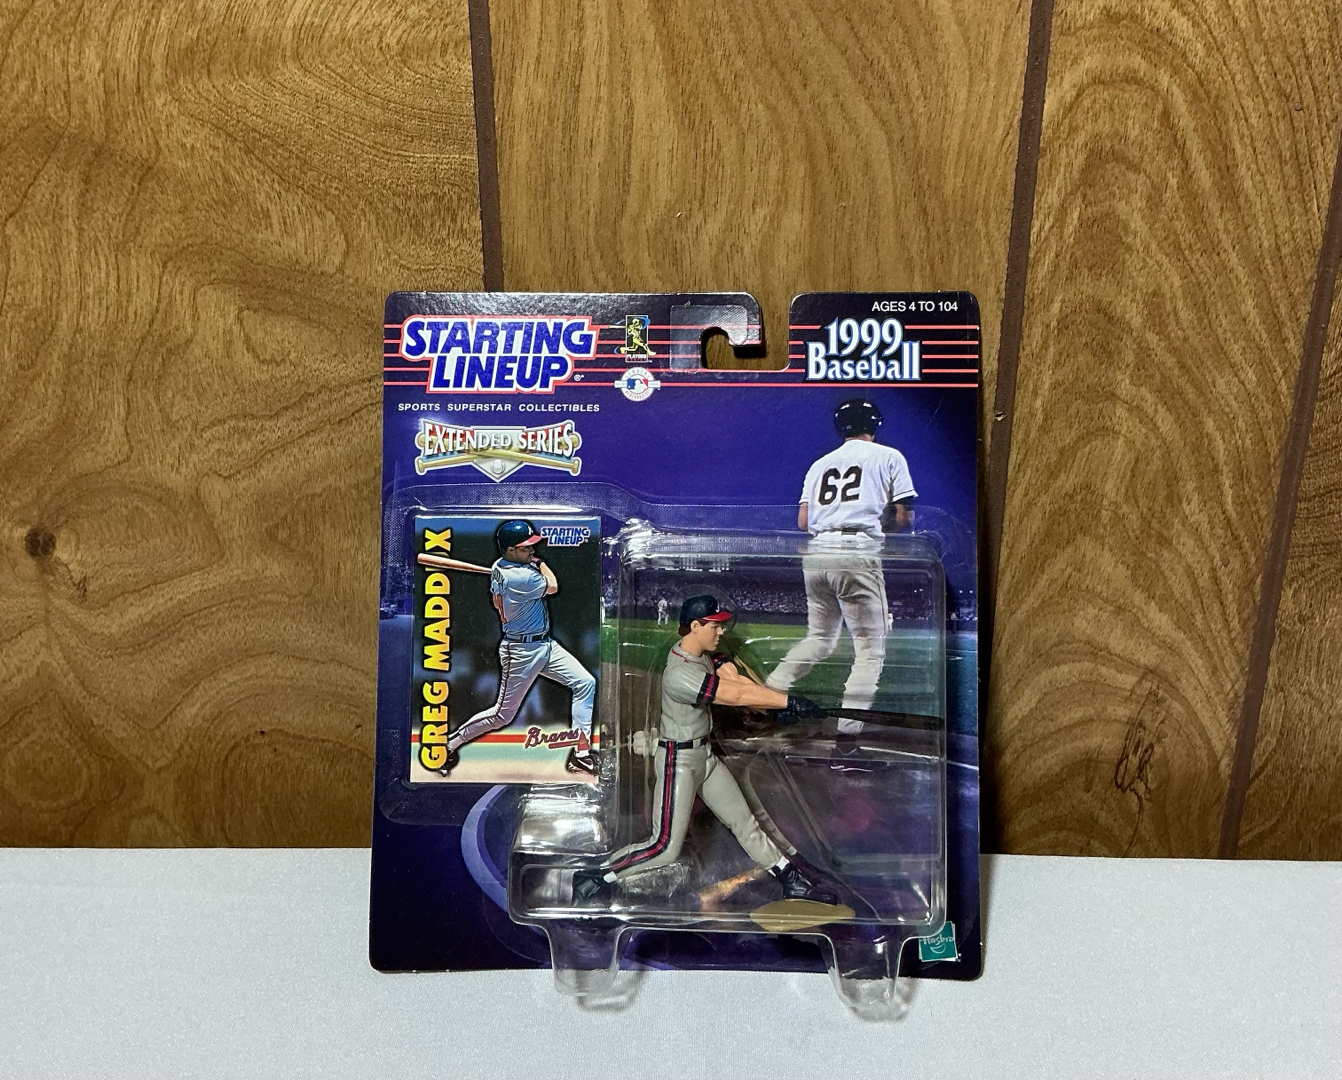 AGES 4 TO 104
STARTING
LINEUP
®
PLAYERS
1999
Baseball
SPORTS SUPERSTAR COLLECTIBLES
EXTENDED SERIES
62
GREG MADDUX
STARTING
LINEUP
Braves
Hasbro